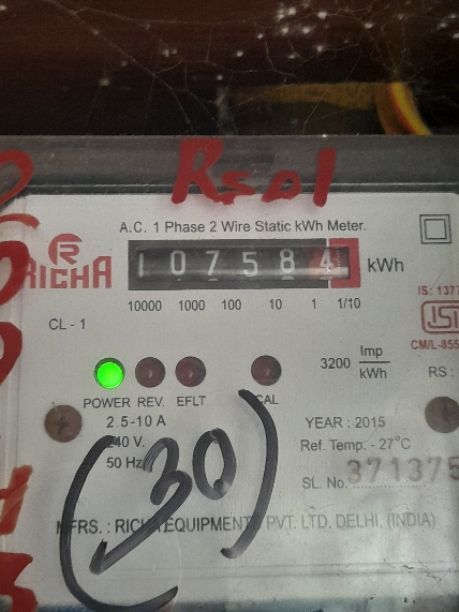 Rs01
A.C. 1 Phase 2 Wire Static kWh Meter.
RICHA
107584 kWh
10000 1000 100 10 1 1/10
IS: 1377
CL - 1
ISI
CM/L-855
3200 Imp
kWh
RS :
POWER REV. EFLT CAL
2.5-10 A
240 V.
50 Hz
YEAR : 2015
Ref. Temp. - 27°C
SL. No. 371375
(30)
MFRS. : RICHA EQUIPMENTS PVT. LTD. DELHI, (INDIA)